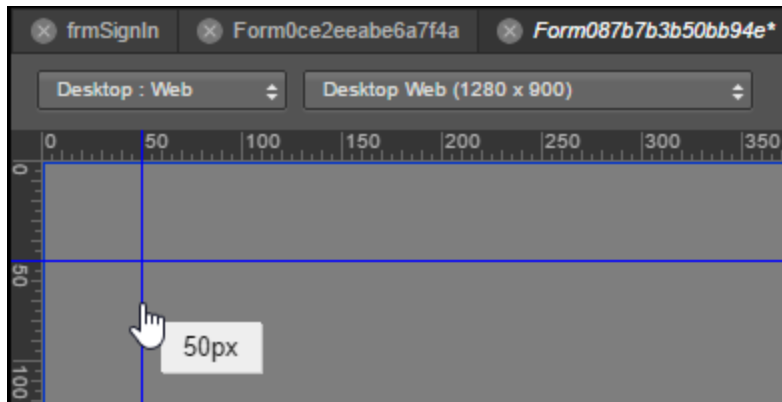 frmSignIn Form0ce2eeabe6a7f4a Form087b7b3b50bb94e*
Desktop : Web Desktop Web (1280 x 900)
0 50 100 150 200 250 300 350
0
50
50px
100